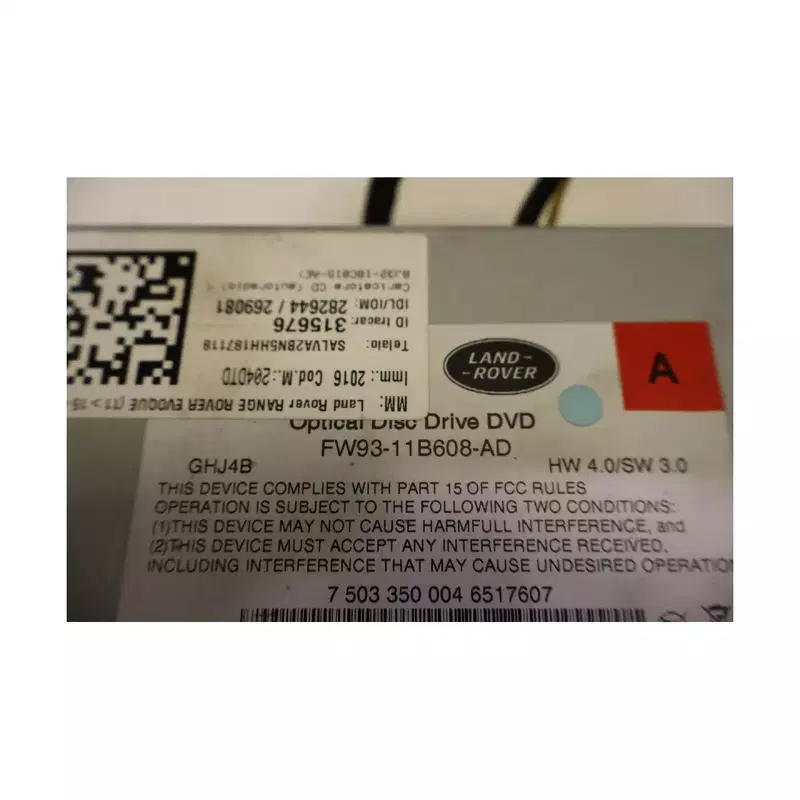 MM: Land Rover RANGE ROVER EVOQUE (11 > 15
Imm.: 2016 Cod.M.: 204DTD
Telaio: SALVA2BN5HH187118
ID tracar: 315676
IDL/IDM: 282644 / 269081
Caricatore CD (autoradio) (
BJ32-18C815-AE)
LAND-
-ROVER
A
Optical Disc Drive DVD
FW93-11B608-AD
GHJ4B HW 4.0/SW 3.0
THIS DEVICE COMPLIES WITH PART 15 OF FCC RULES
OPERATION IS SUBJECT TO THE FOLLOWING TWO CONDITIONS:
(1)THIS DEVICE MAY NOT CAUSE HARMFULL INTERFERENCE, and
(2)THIS DEVICE MUST ACCEPT ANY INTERFERENCE RECEIVED,
INCLUDING INTERFERENCE THAT MAY CAUSE UNDESIRED OPERATION
7 503 350 004 6517607